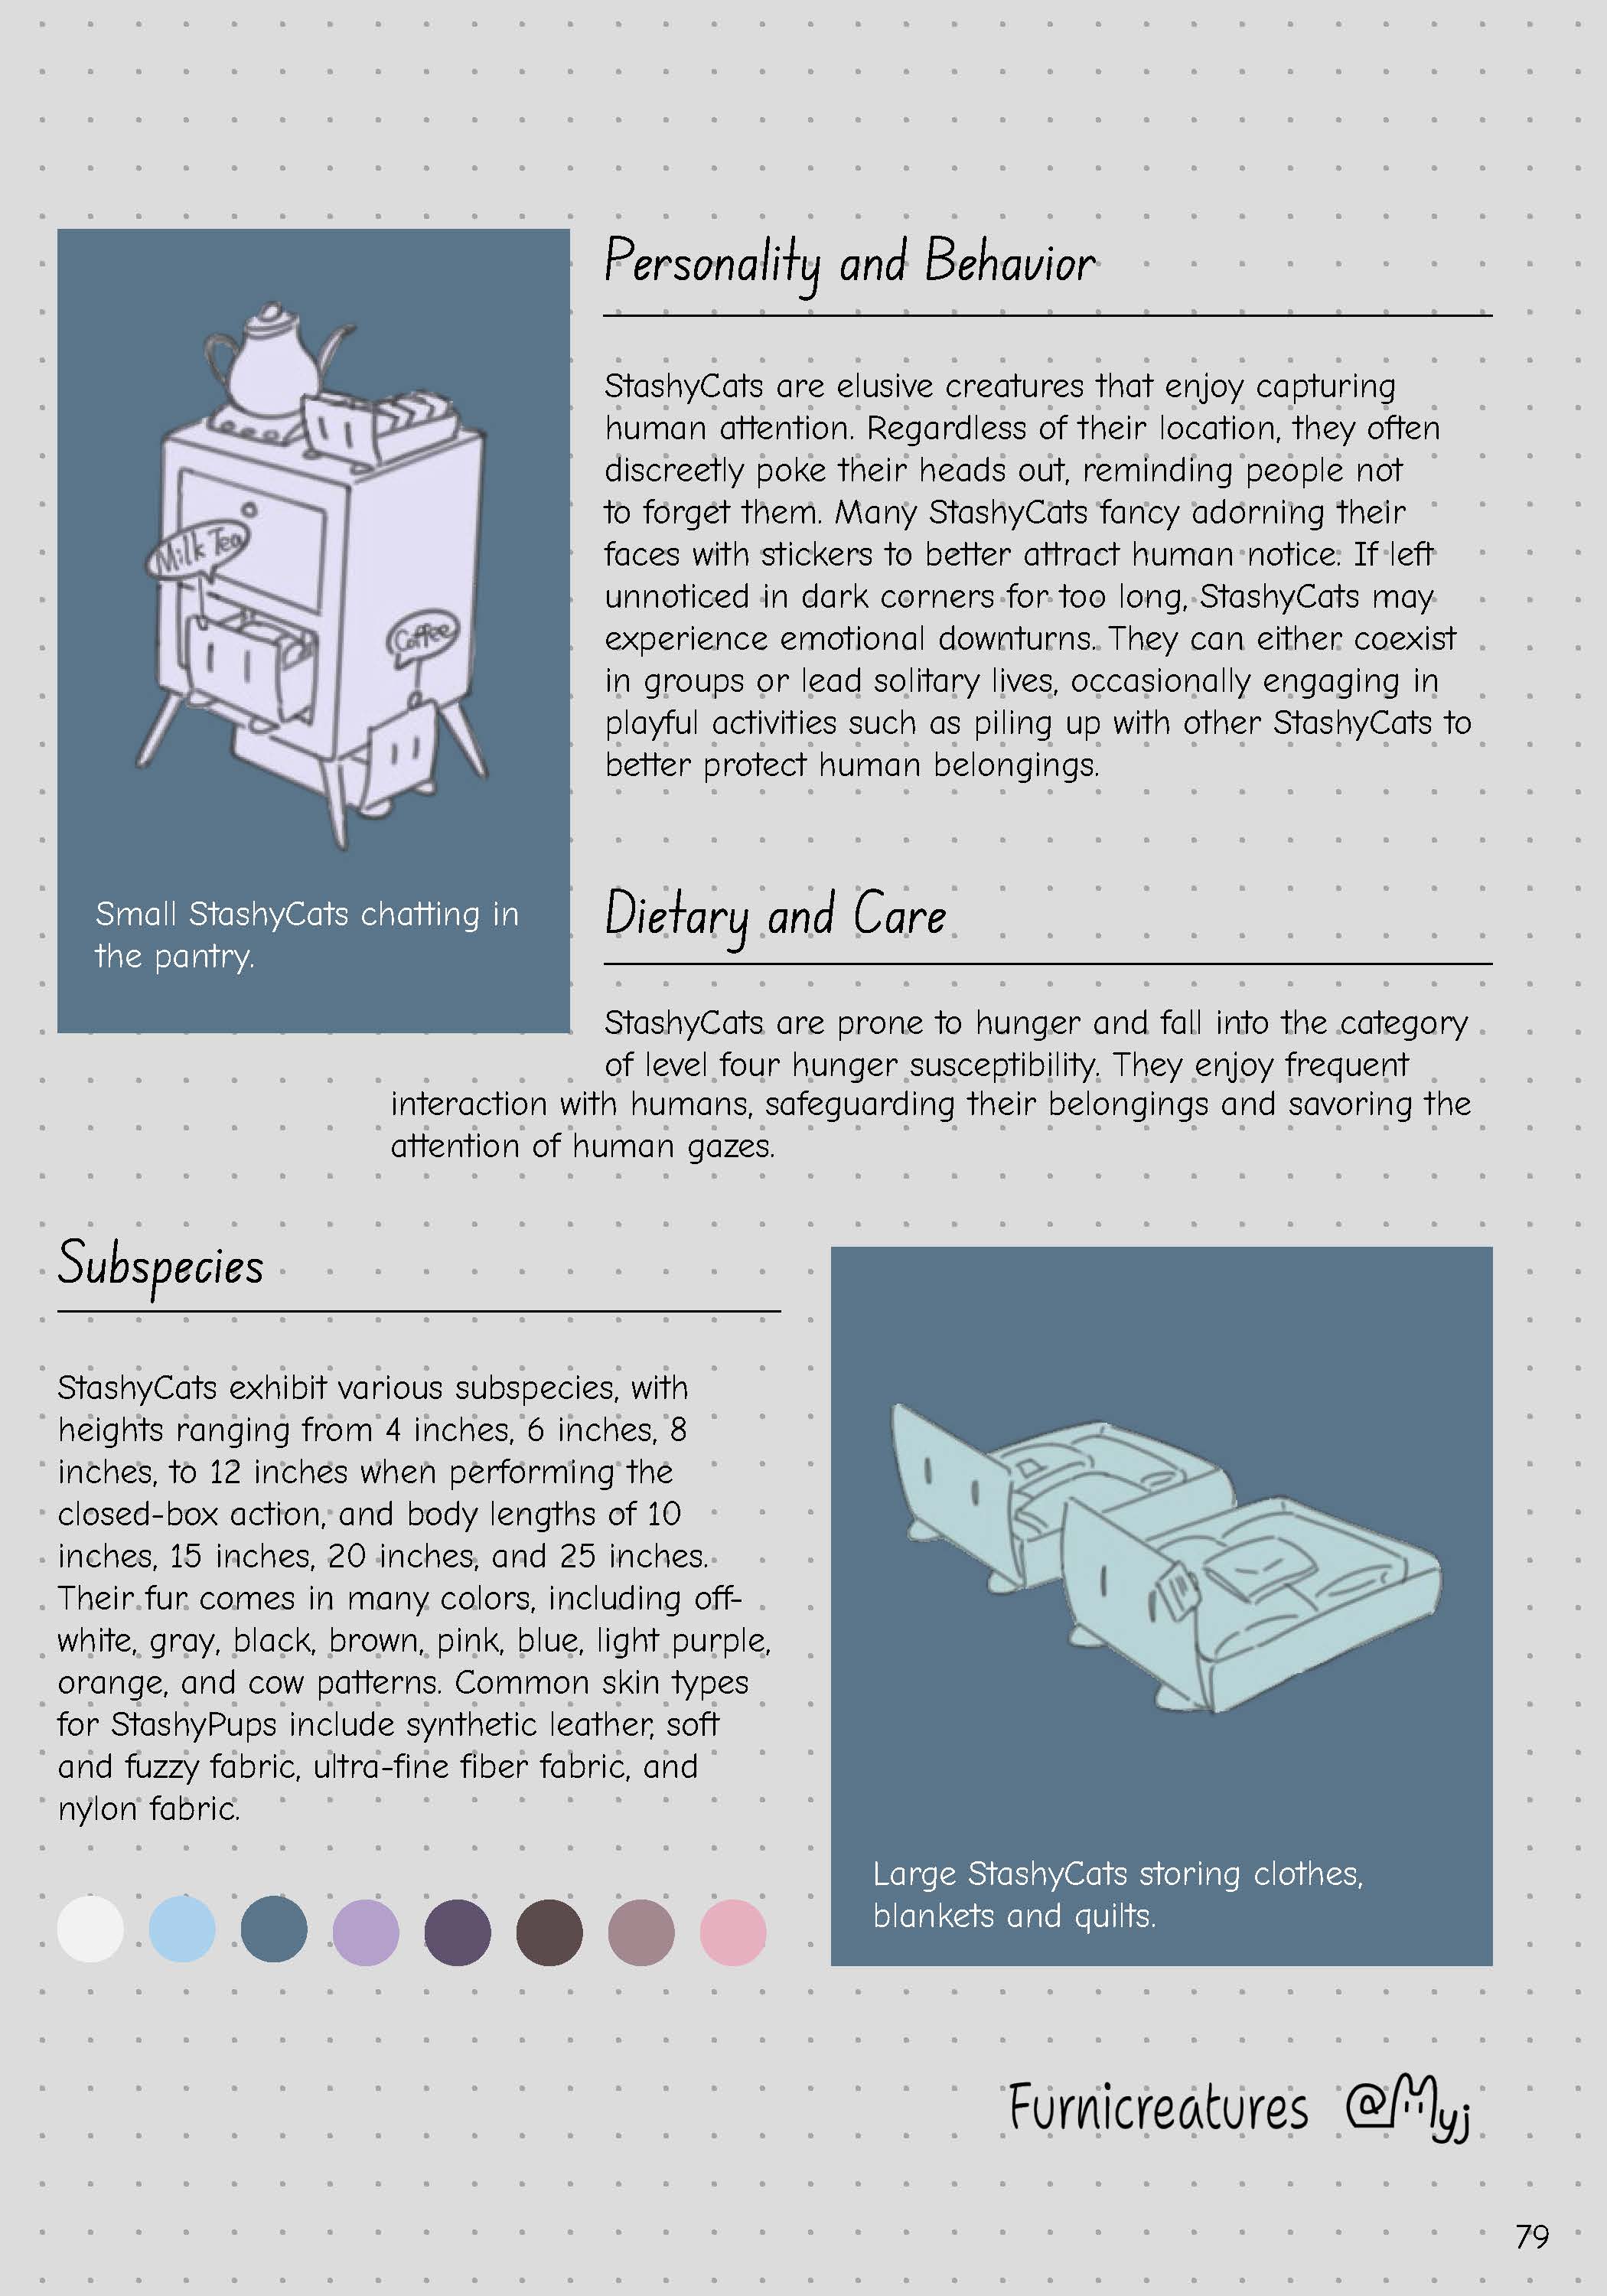 Personality and Behavior
StashyCats are elusive creatures that enjoy capturing
human attention. Regardless of their location, they often
discreetly poke their heads out, reminding people not
to forget them. Many StashyCats fancy adorning their
faces with stickers to better attract human notice. If left
unnoticed in dark corners for too long, StashyCats may
experience emotional downturns. They can either coexist
in groups or lead solitary lives, occasionally engaging in
playful activities such as piling up with other StashyCats to
better protect human belongings.
Milk Tea
Coffee
Small StashyCats chatting in
the pantry.
Dietary and Care
StashyCats are prone to hunger and fall into the category
of level four hunger susceptibility. They enjoy frequent
interaction with humans, safeguarding their belongings and savoring the
attention of human gazes.
Subspecies
StashyCats exhibit various subspecies, with
heights ranging from 4 inches, 6 inches, 8
inches, to 12 inches when performing the
closed-box action, and body lengths of 10
inches, 15 inches, 20 inches, and 25 inches.
Their fur comes in many colors, including off-
white, gray, black, brown, pink, blue, light purple,
orange, and cow patterns. Common skin types
for StashyPups include synthetic leather, soft
and fuzzy fabric, ultra-fine fiber fabric, and
nylon fabric.
Large StashyCats storing clothes,
blankets and quilts.
Furnicreatures @Myj
79